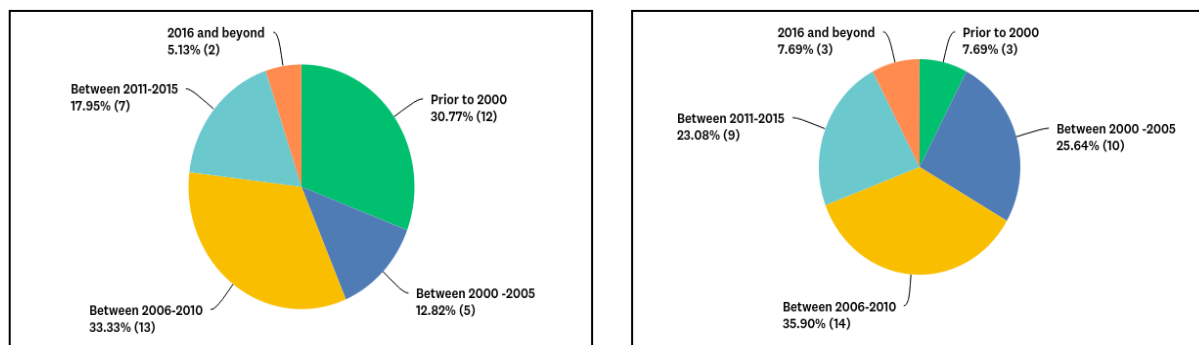 2016 and beyond
5.13% (2)
Between 2011-2015
17.95% (7)
Prior to 2000
30.77% (12)
Between 2006-2010
33.33% (13)
Between 2000 -2005
12.82% (5)
2016 and beyond
7.69% (3)
Prior to 2000
7.69% (3)
Between 2011-2015
23.08% (9)
Between 2000 -2005
25.64% (10)
Between 2006-2010
35.90% (14)